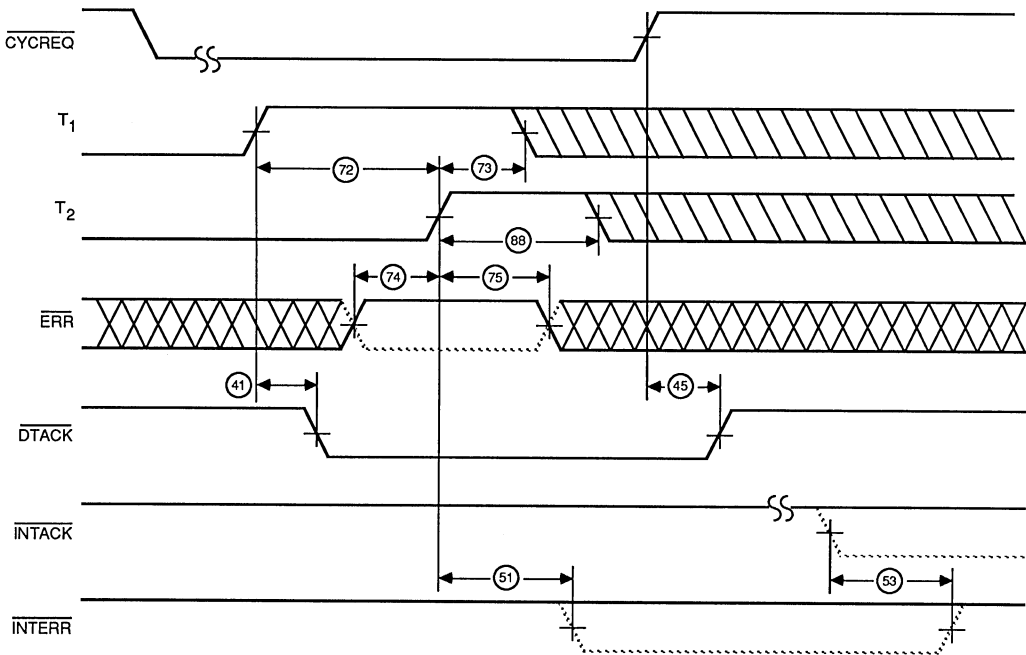 CYCREQ
T1
72
73
T2
88
74
75
ERR
41
45
DTACK
INTACK
51
53
INTERR